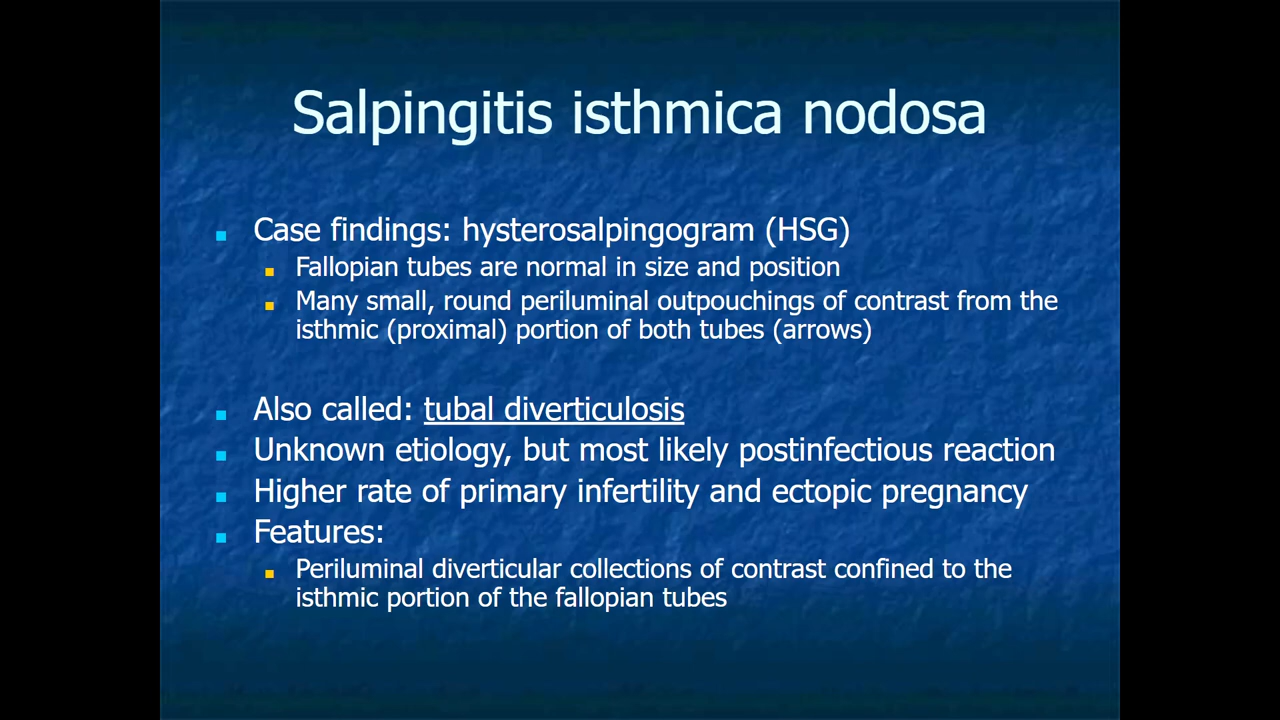 Salpingitis isthmica nodosa
Case findings: hysterosalpingogram (HSG)
Fallopian tubes are normal in size and position
Many small, round periluminal outpouchings of contrast from the
isthmic (proximal) portion of both tubes (arrows)
Also called: tubal diverticulosis
Unknown etiology, but most likely postinfectious reaction
Higher rate of primary infertility and ectopic pregnancy
Features:
Periluminal diverticular collections of contrast confined to the
isthmic portion of the fallopian tubes